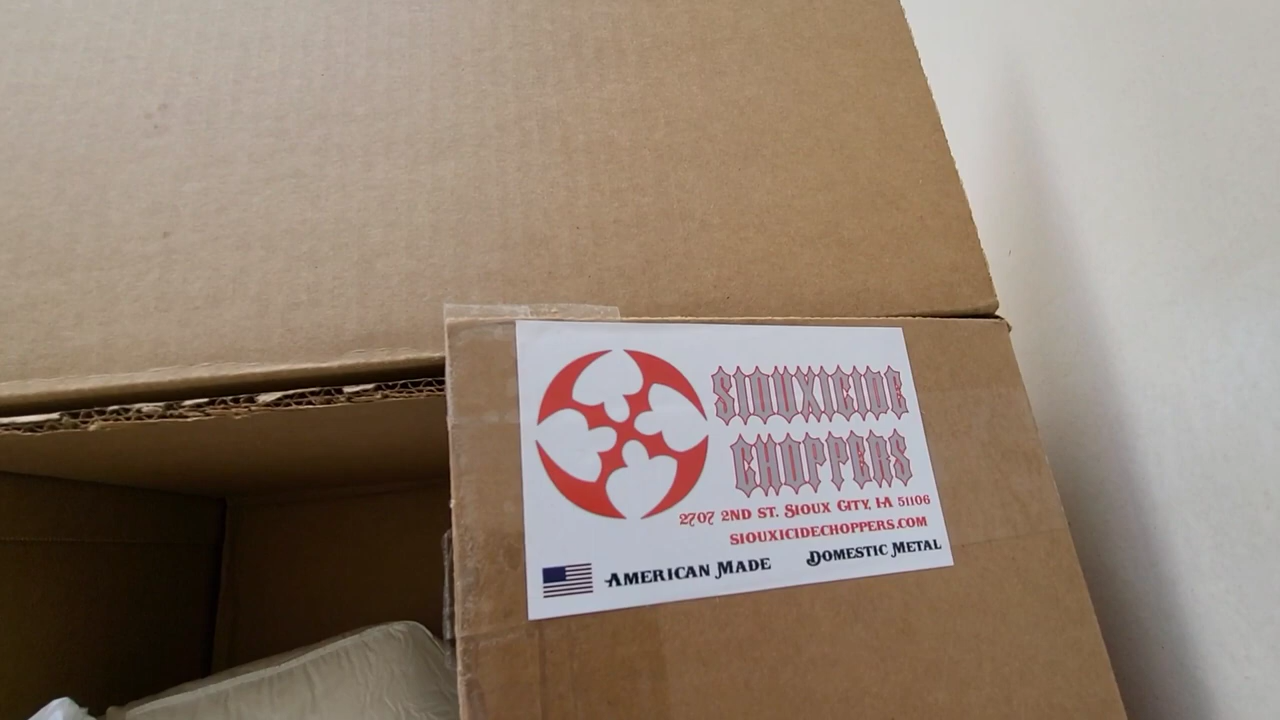 SIOUXICIDE
CHOPPERS
2707 2ND ST. SIOUX CITY, IA 51106
SIOUXICIDECHOPPERS.COM
AMERICAN MADE DOMESTIC METAL